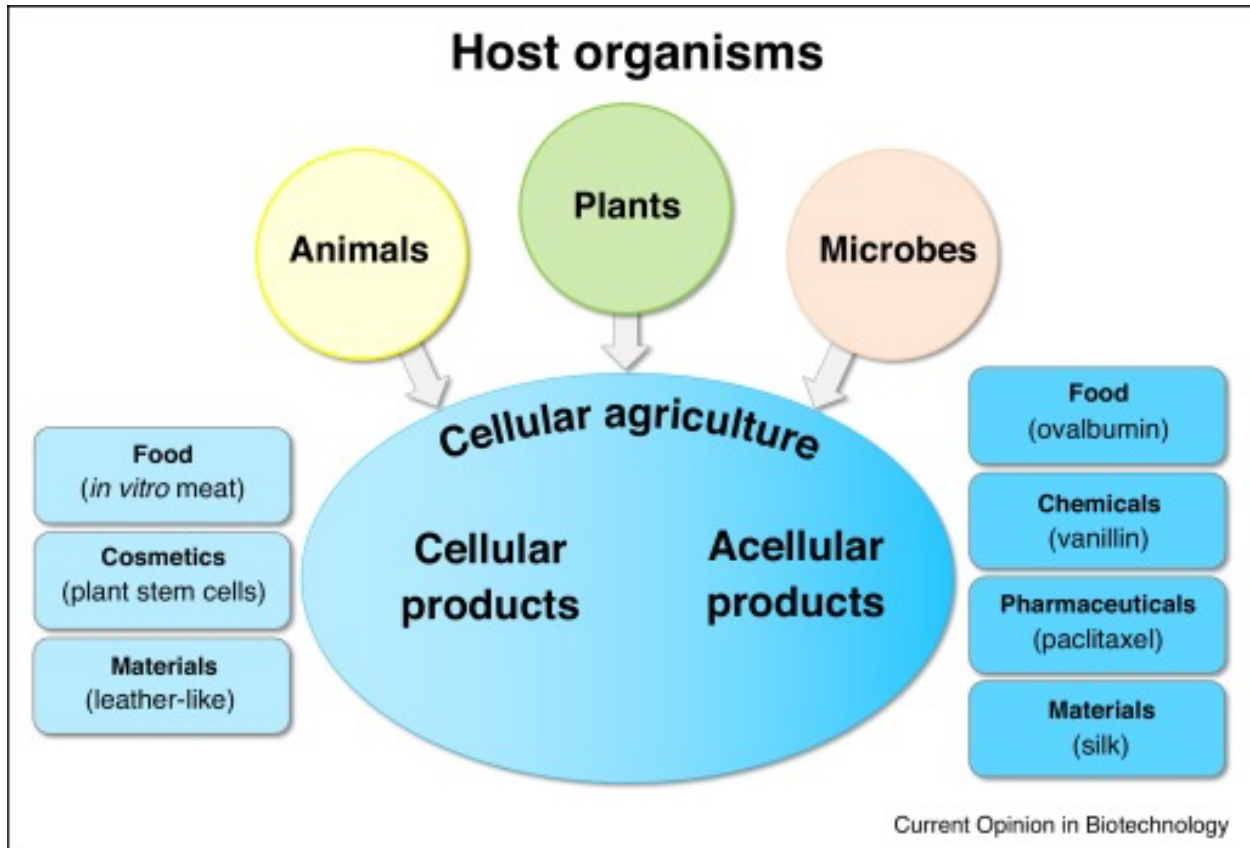 Host organisms
Animals
Plants
Microbes
Cellular agriculture
Food
(in vitro meat)
Cosmetics
(plant stem cells)
Materials
(leather-like)
Cellular
products
Acellular
products
Food
(ovalbumin)
Chemicals
(vanillin)
Pharmaceuticals
(paclitaxel)
Materials
(silk)
Current Opinion in Biotechnology